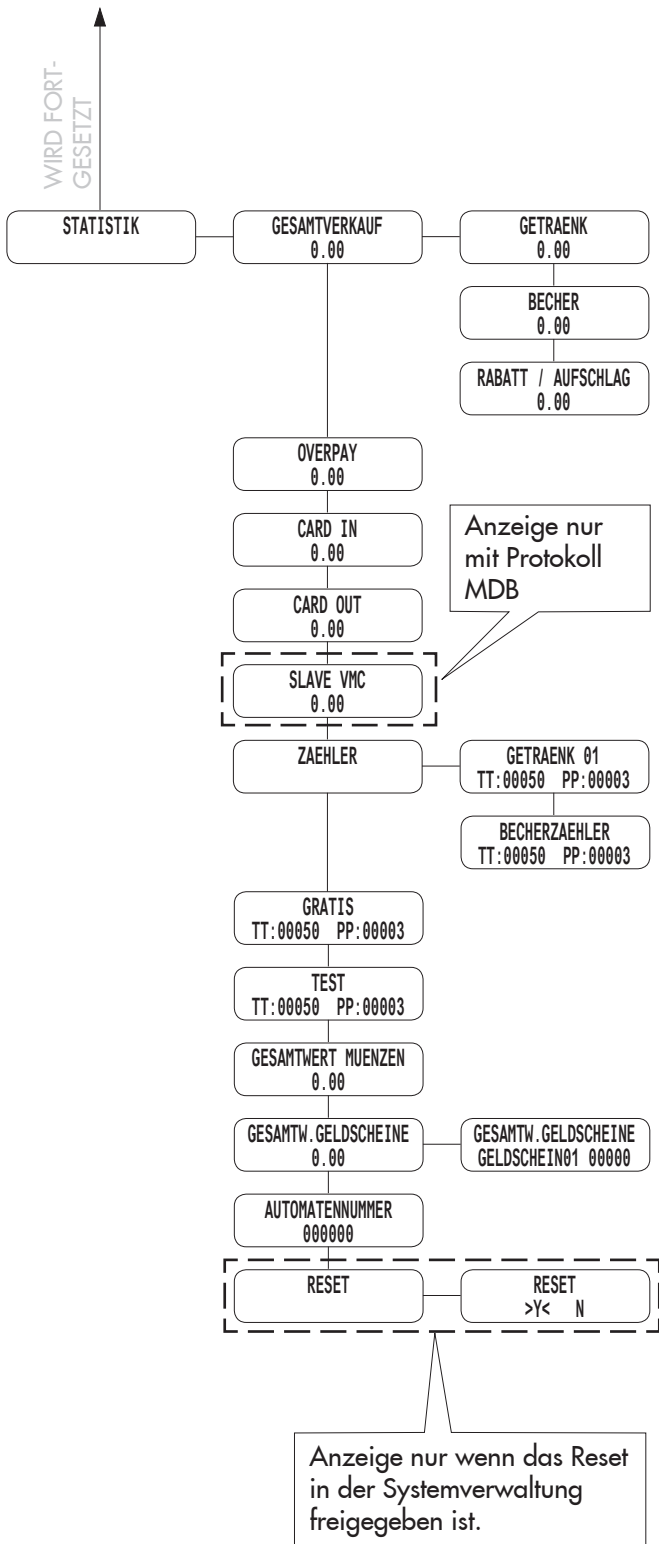 WIRD FORT-
GESETZT
STATISTIK
GESAMTVERKAUF
0.00
GETRAENK
0.00
BECHER
0.00
RABATT / AUFSCHLAG
0.00
OVERPAY
0.00
CARD IN
0.00
CARD OUT
0.00
Anzeige nur
mit Protokoll
MDB
SLAVE VMC
0.00
ZAEHLER
GETRAENK 01
TT:00050 PP:00003
BECHERZAEHLER
TT:00050 PP:00003
GRATIS
TT:00050 PP:00003
TEST
TT:00050 PP:00003
GESAMTWERT MUENZEN
0.00
GESAMTW.GELDSCHEINE
0.00
GESAMTW.GELDSCHEINE
GELDSCHEIN01 00000
AUTOMATENNUMMER
000000
RESET
RESET
>Y< N
Anzeige nur wenn das Reset
in der Systemverwaltung
freigegeben ist.